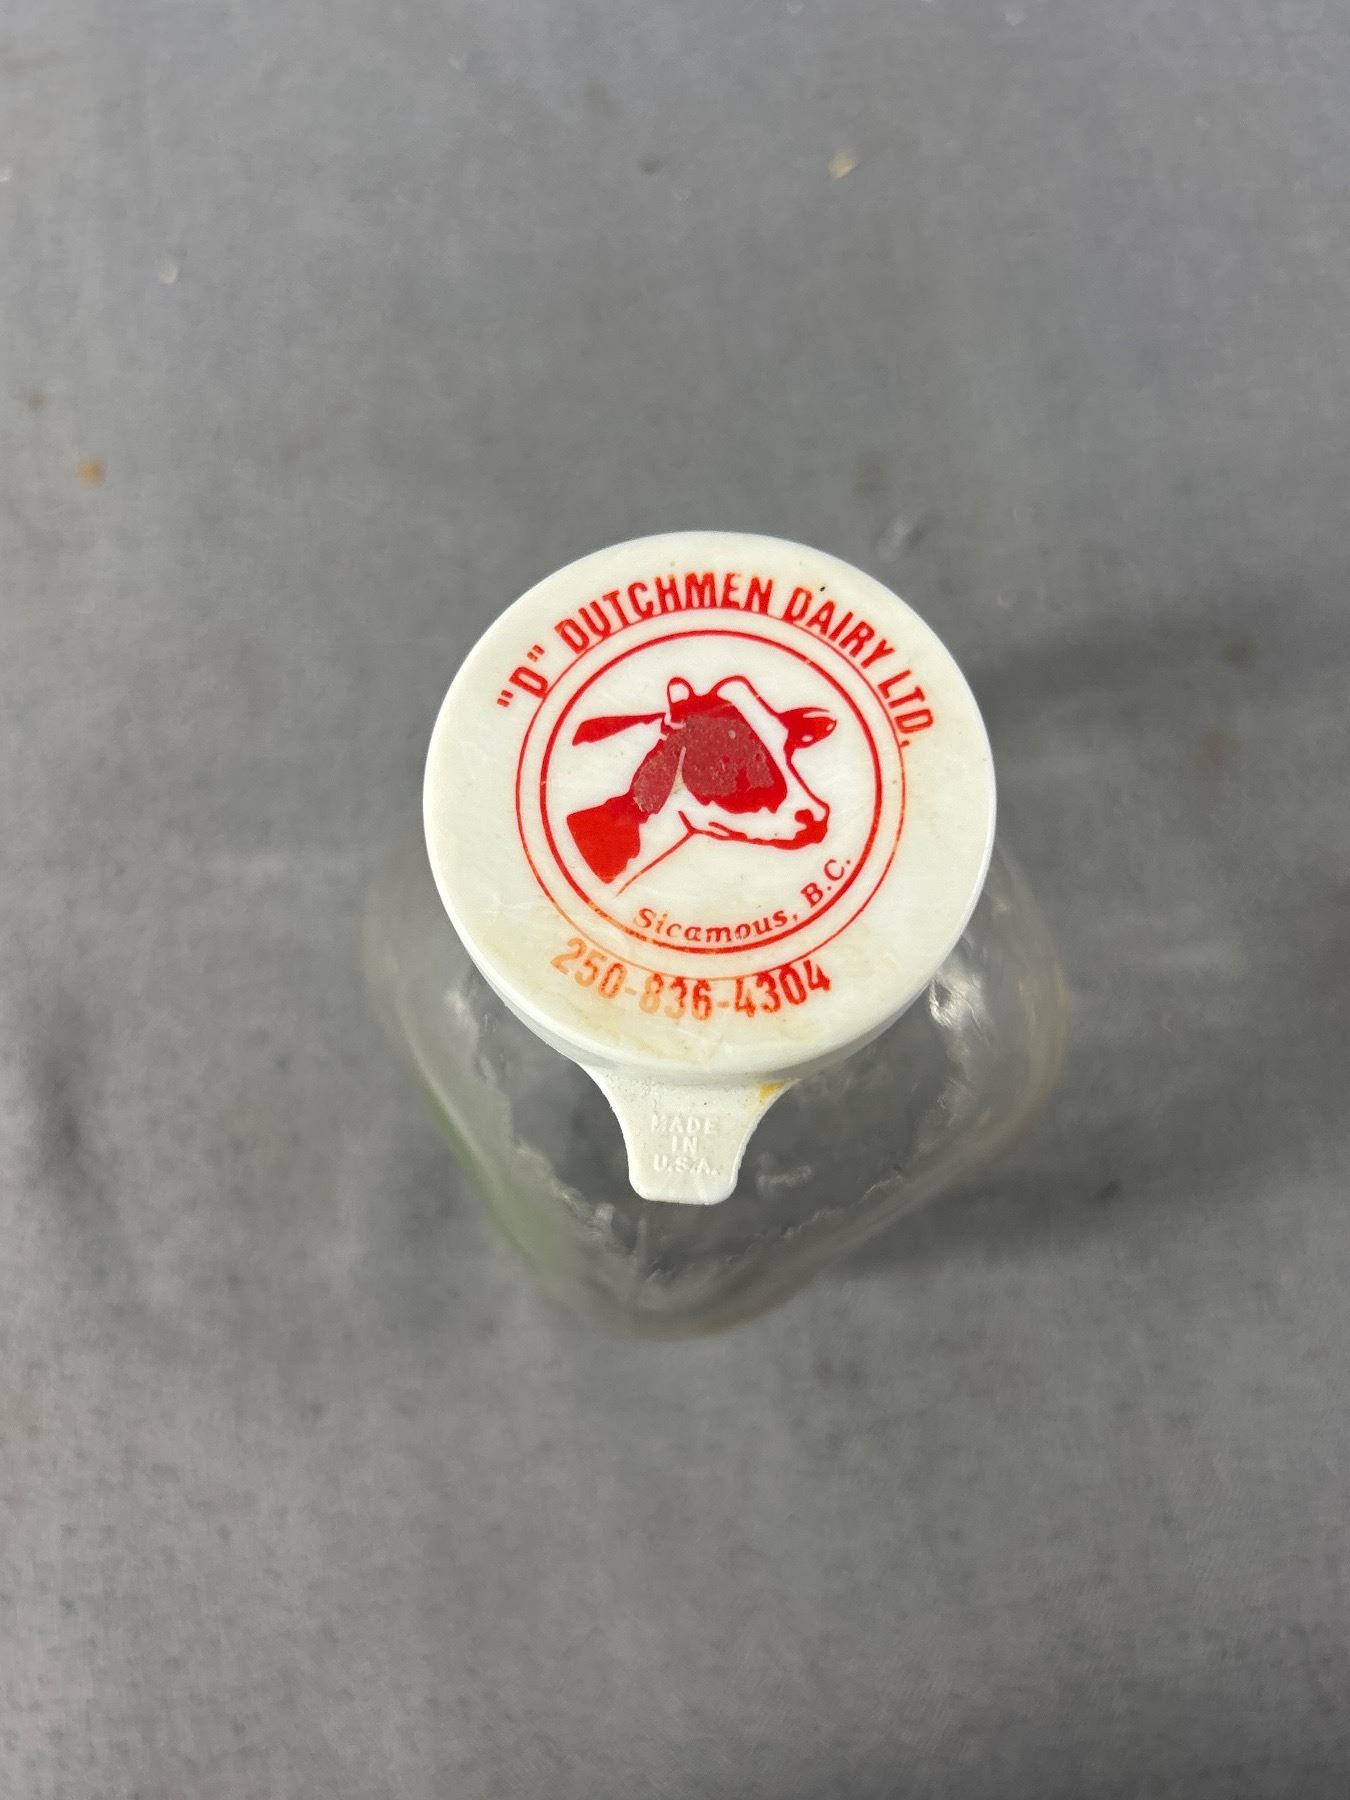 "D" DUTCHMEN DAIRY LTD.
Sicamous, B.C.
250-836-4304
MADE
IN
U.S.A.